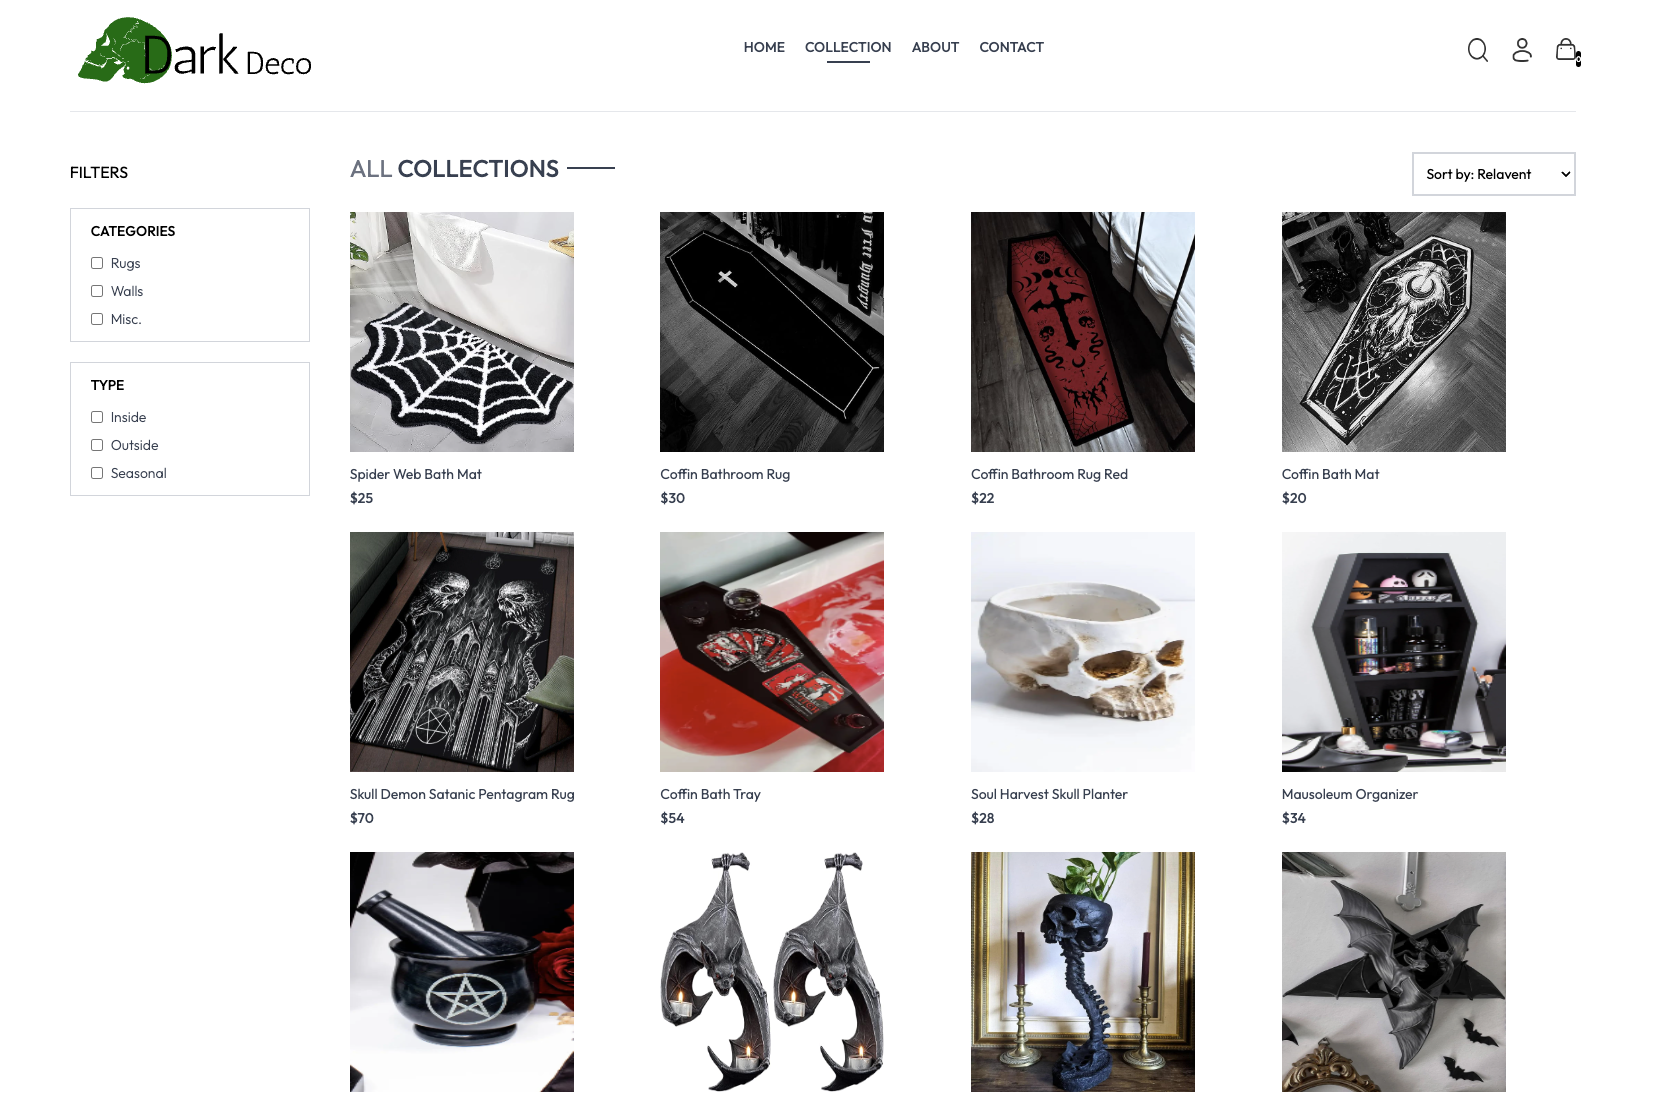 Dark Deco
HOME COLLECTION ABOUT CONTACT
FILTERS
ALL COLLECTIONS
Sort by: Relavent
CATEGORIES
Rugs
Walls
Misc.
TYPE
Inside
Outside
Seasonal
Spider Web Bath Mat
$25
Coffin Bathroom Rug
$30
Coffin Bathroom Rug Red
$22
Coffin Bath Mat
$20
Skull Demon Satanic Pentagram Rug
$70
Coffin Bath Tray
$54
Soul Harvest Skull Planter
$28
Mausoleum Organizer
$34